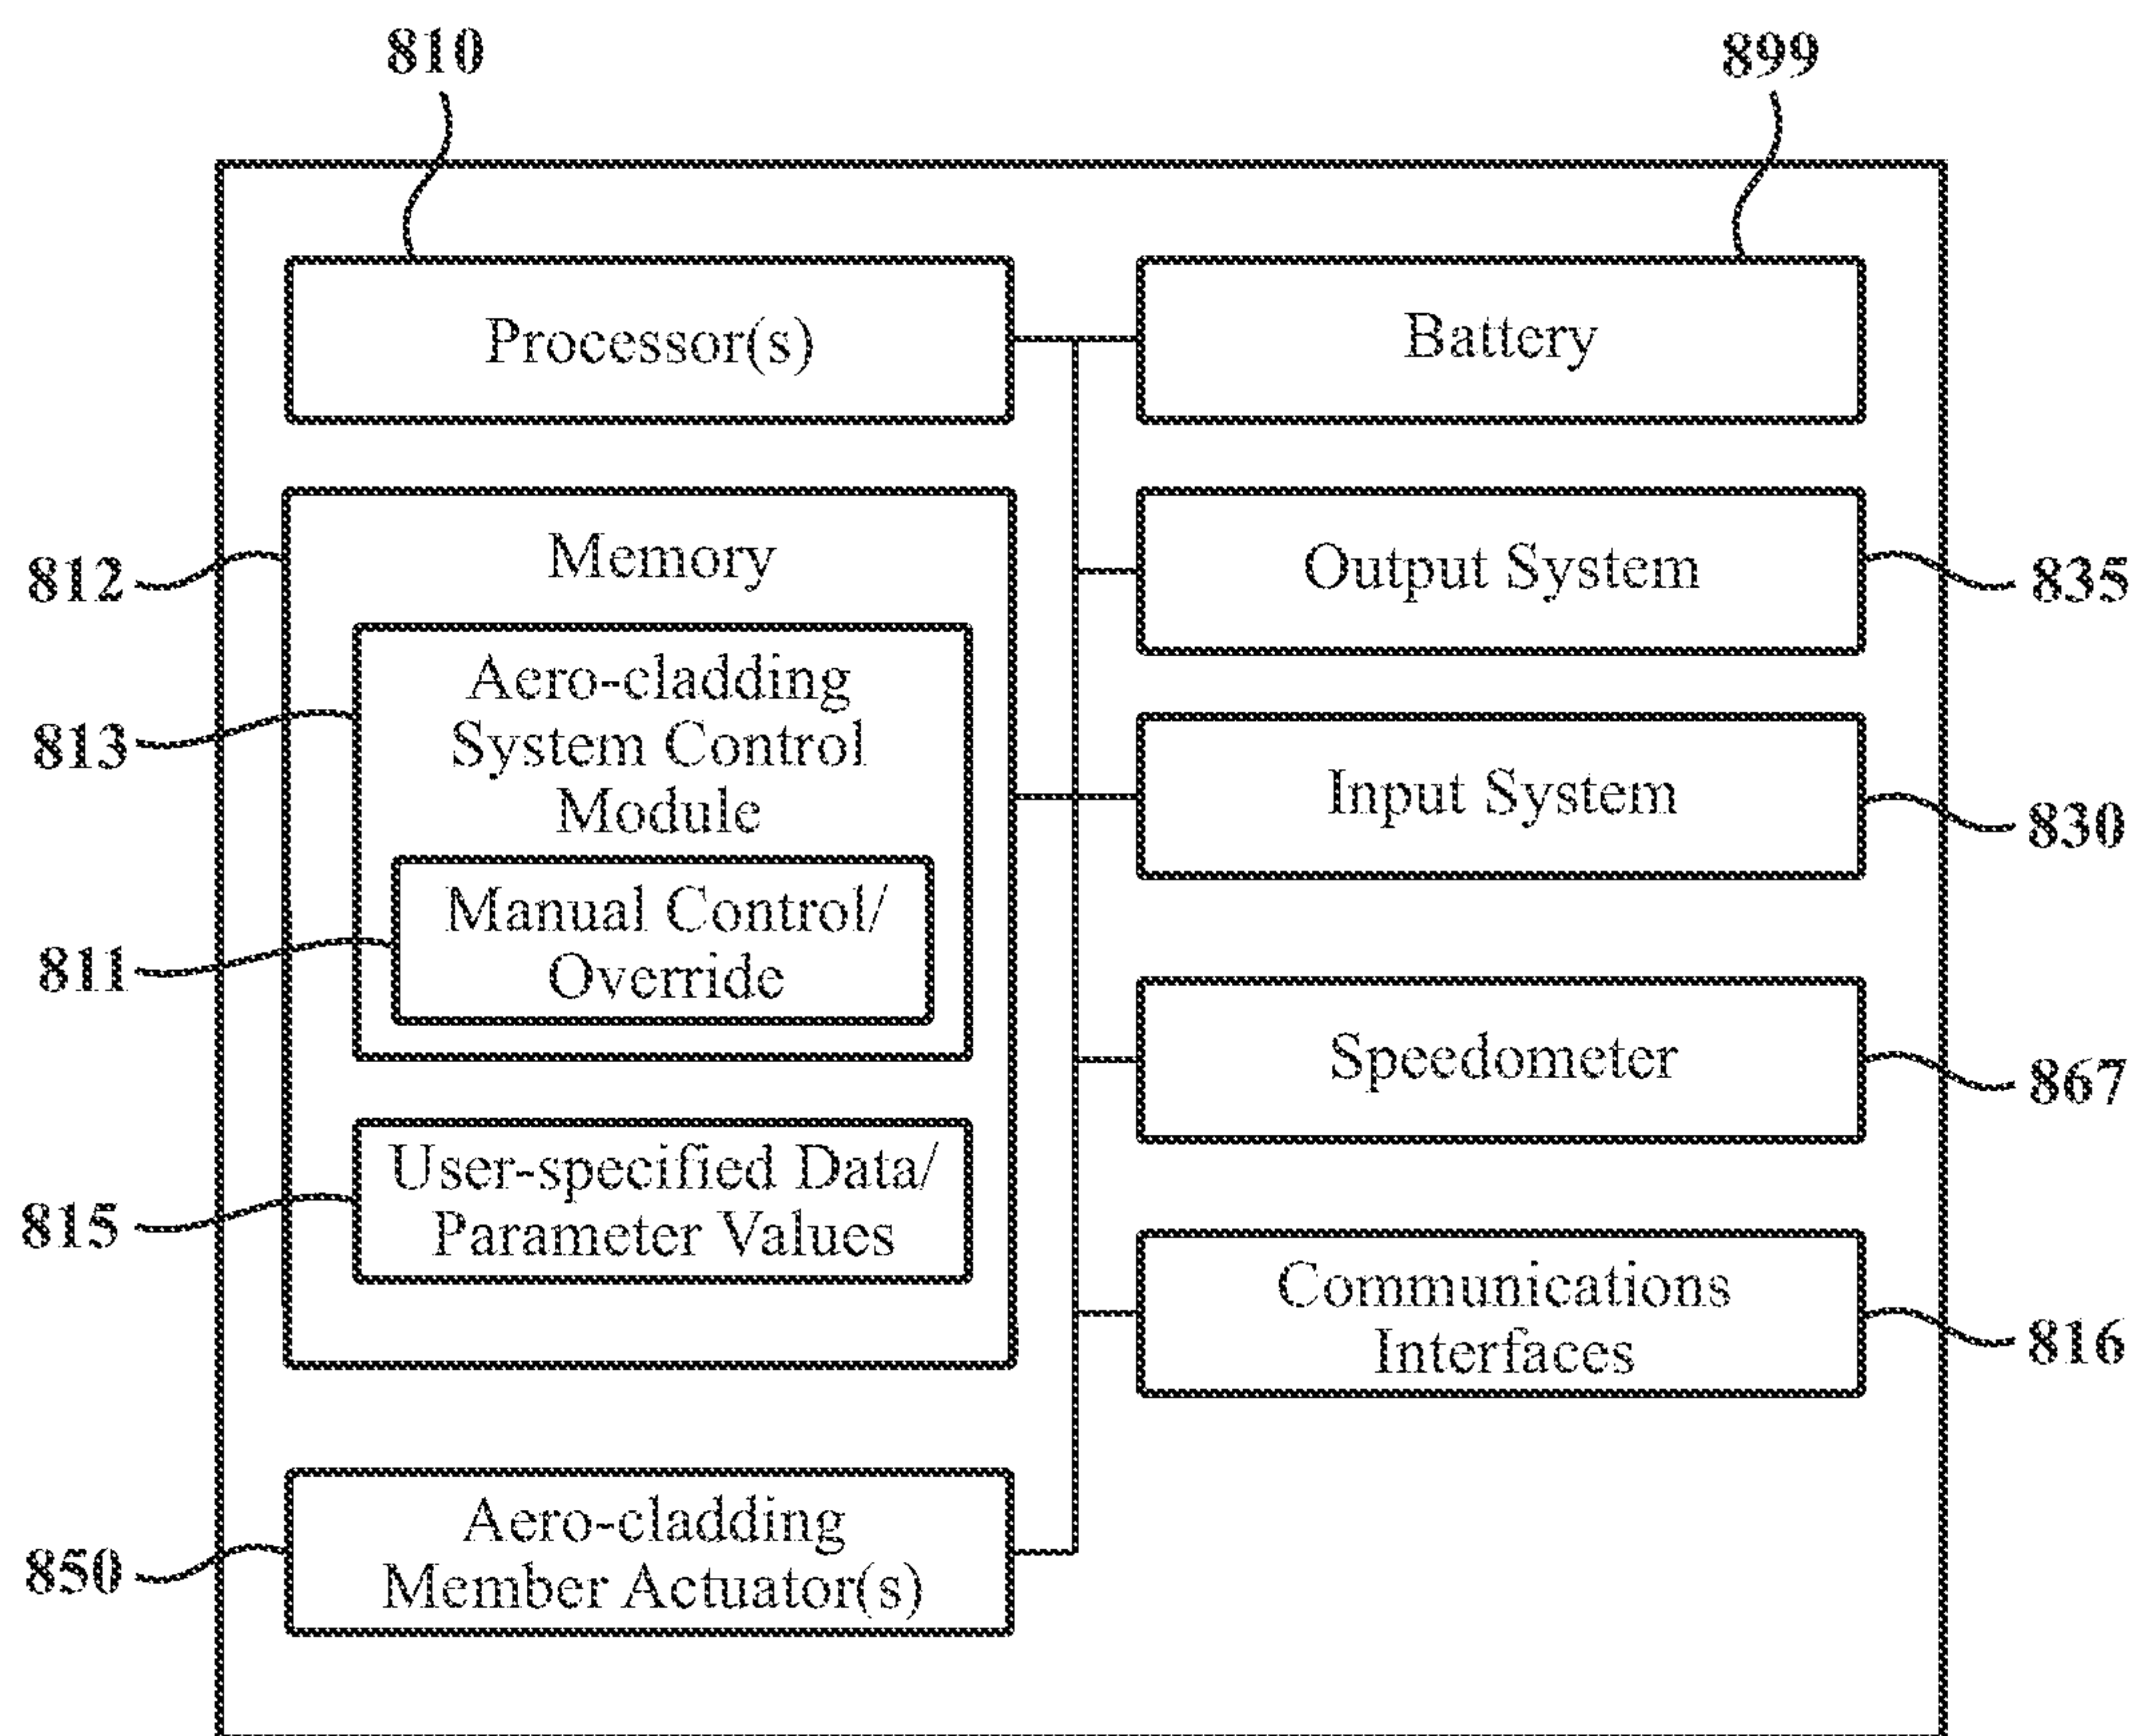 810
899
Processor(s)
Battery
812
Memory
Output System
835
813
Aero-cladding
System Control
Module
Input System
830
811
Manual Control/
Override
Speedometer
867
815
User-specified Data/
Parameter Values
Communications
Interfaces
816
850
Aero-cladding
Member Actuator(s)